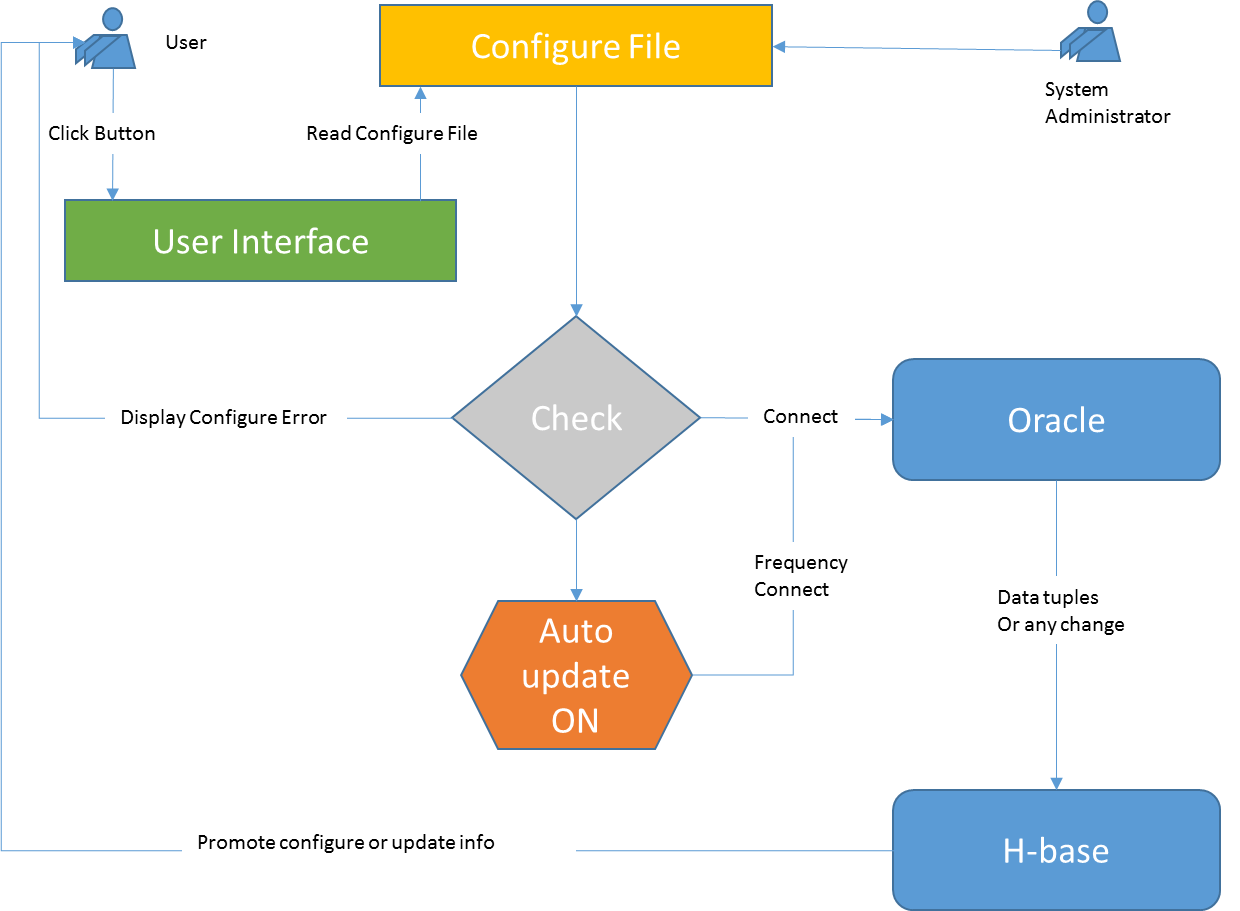 User
Configure File
System
Administrator
Click Button
Read Configure File
User Interface
Display Configure Error
Check
Connect
Oracle
Frequency
Connect
Auto
update
ON
Data tuples
Or any change
Promote configure or update info
H-base